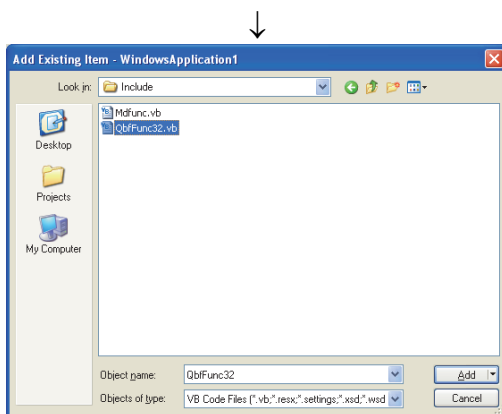 ↓
Add Existing Item - WindowsApplication1
Look in: Include
Mdfunc.vb
QbfFunc32.vb
Desktop
Projects
My Computer
Object name: QbfFunc32 Add
Objects of type: VB Code Files (*.vb;*.resx;*.settings;*.xsd;*.wsd Cancel